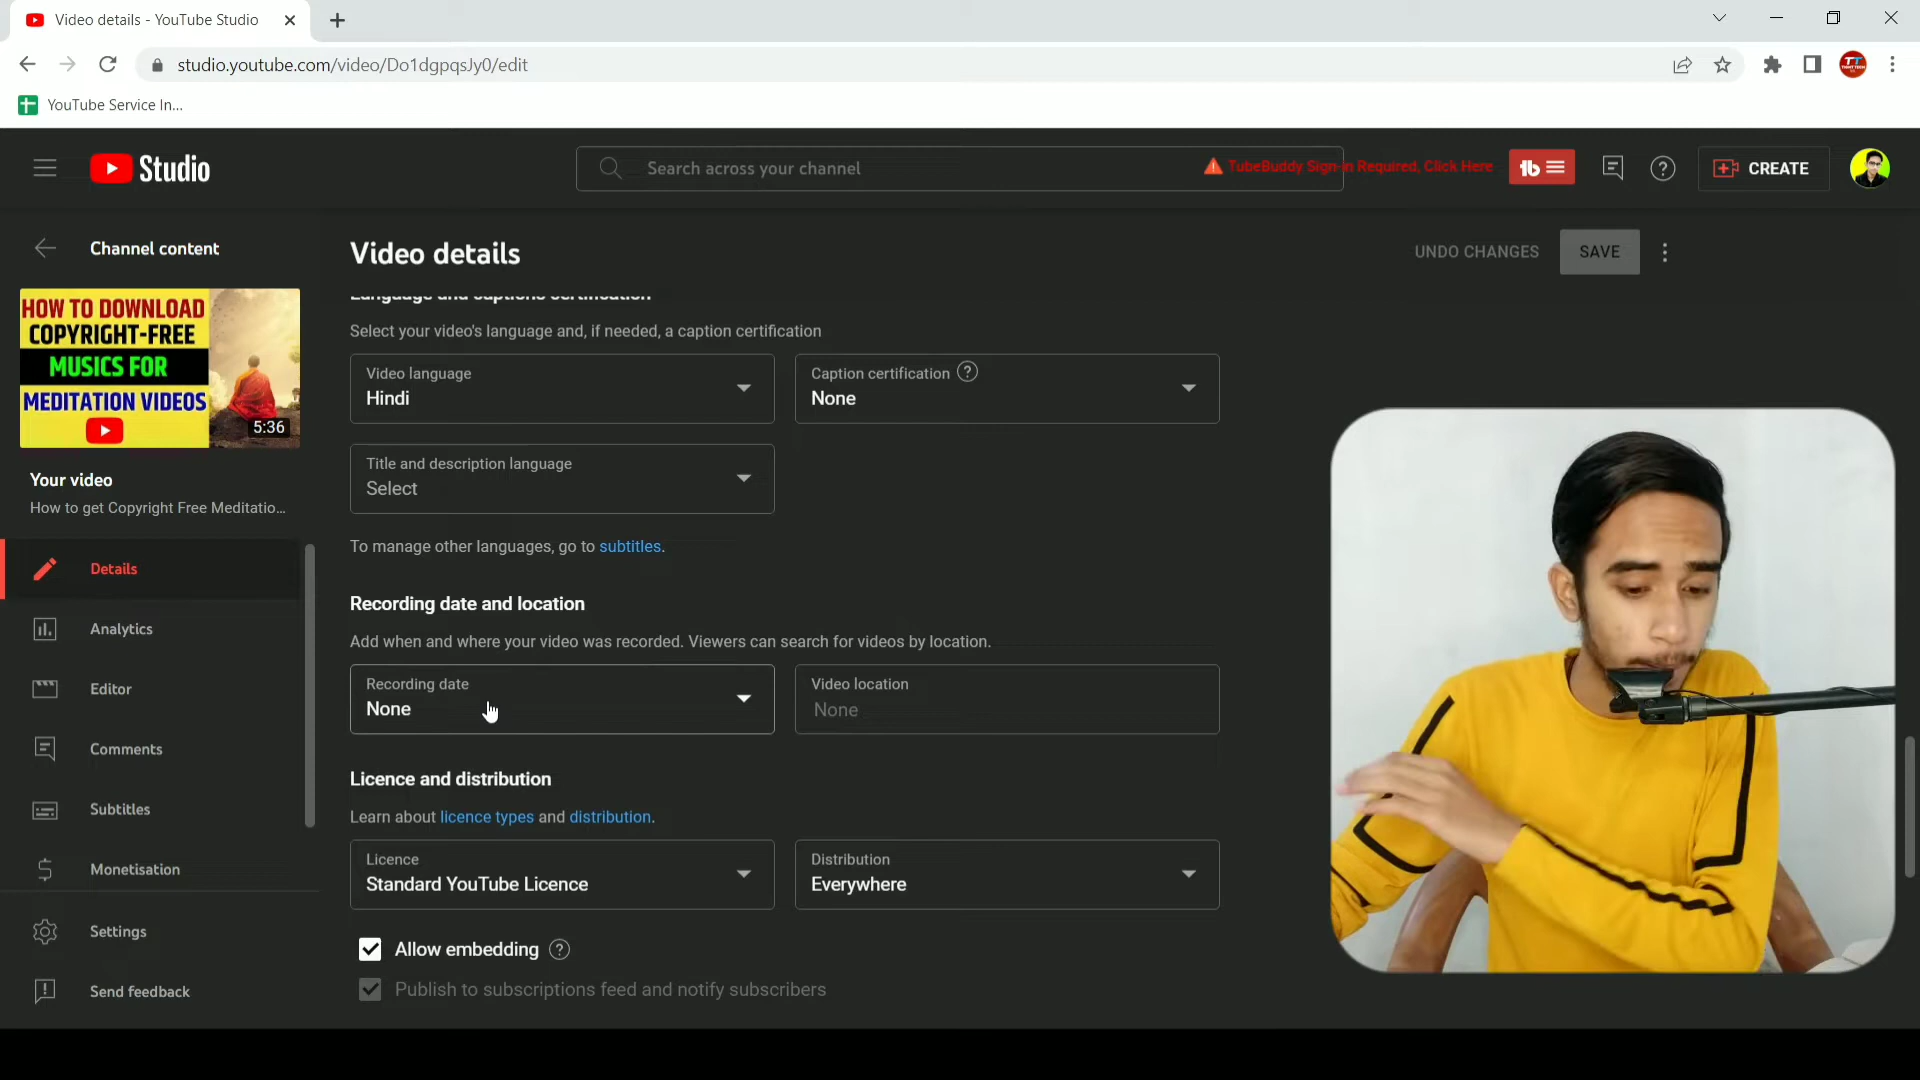 Video details - YouTube Studio
studio.youtube.com/video/Do1dgpqsJy0/edit
YouTube Service In...
Studio
Search across your channel
TubeBuddy Sign-in Required, Click Here
tb
CREATE
Channel content
Video details
UNDO CHANGES
SAVE
HOW TO DOWNLOAD
COPYRIGHT-FREE
MUSICS FOR
MEDITATION VIDEOS
5:36
Your video
How to get Copyright Free Meditatio...
Details
Analytics
Editor
Comments
Subtitles
Monetisation
Settings
Send feedback
Language and captions certification
Select your video's language and, if needed, a caption certification
Video language
Hindi
Caption certification
None
Title and description language
Select
To manage other languages, go to subtitles.
Recording date and location
Add when and where your video was recorded. Viewers can search for videos by location.
Recording date
None
Video location
None
Licence and distribution
Learn about licence types and distribution.
Licence
Standard YouTube Licence
Distribution
Everywhere
Allow embedding
Publish to subscriptions feed and notify subscribers